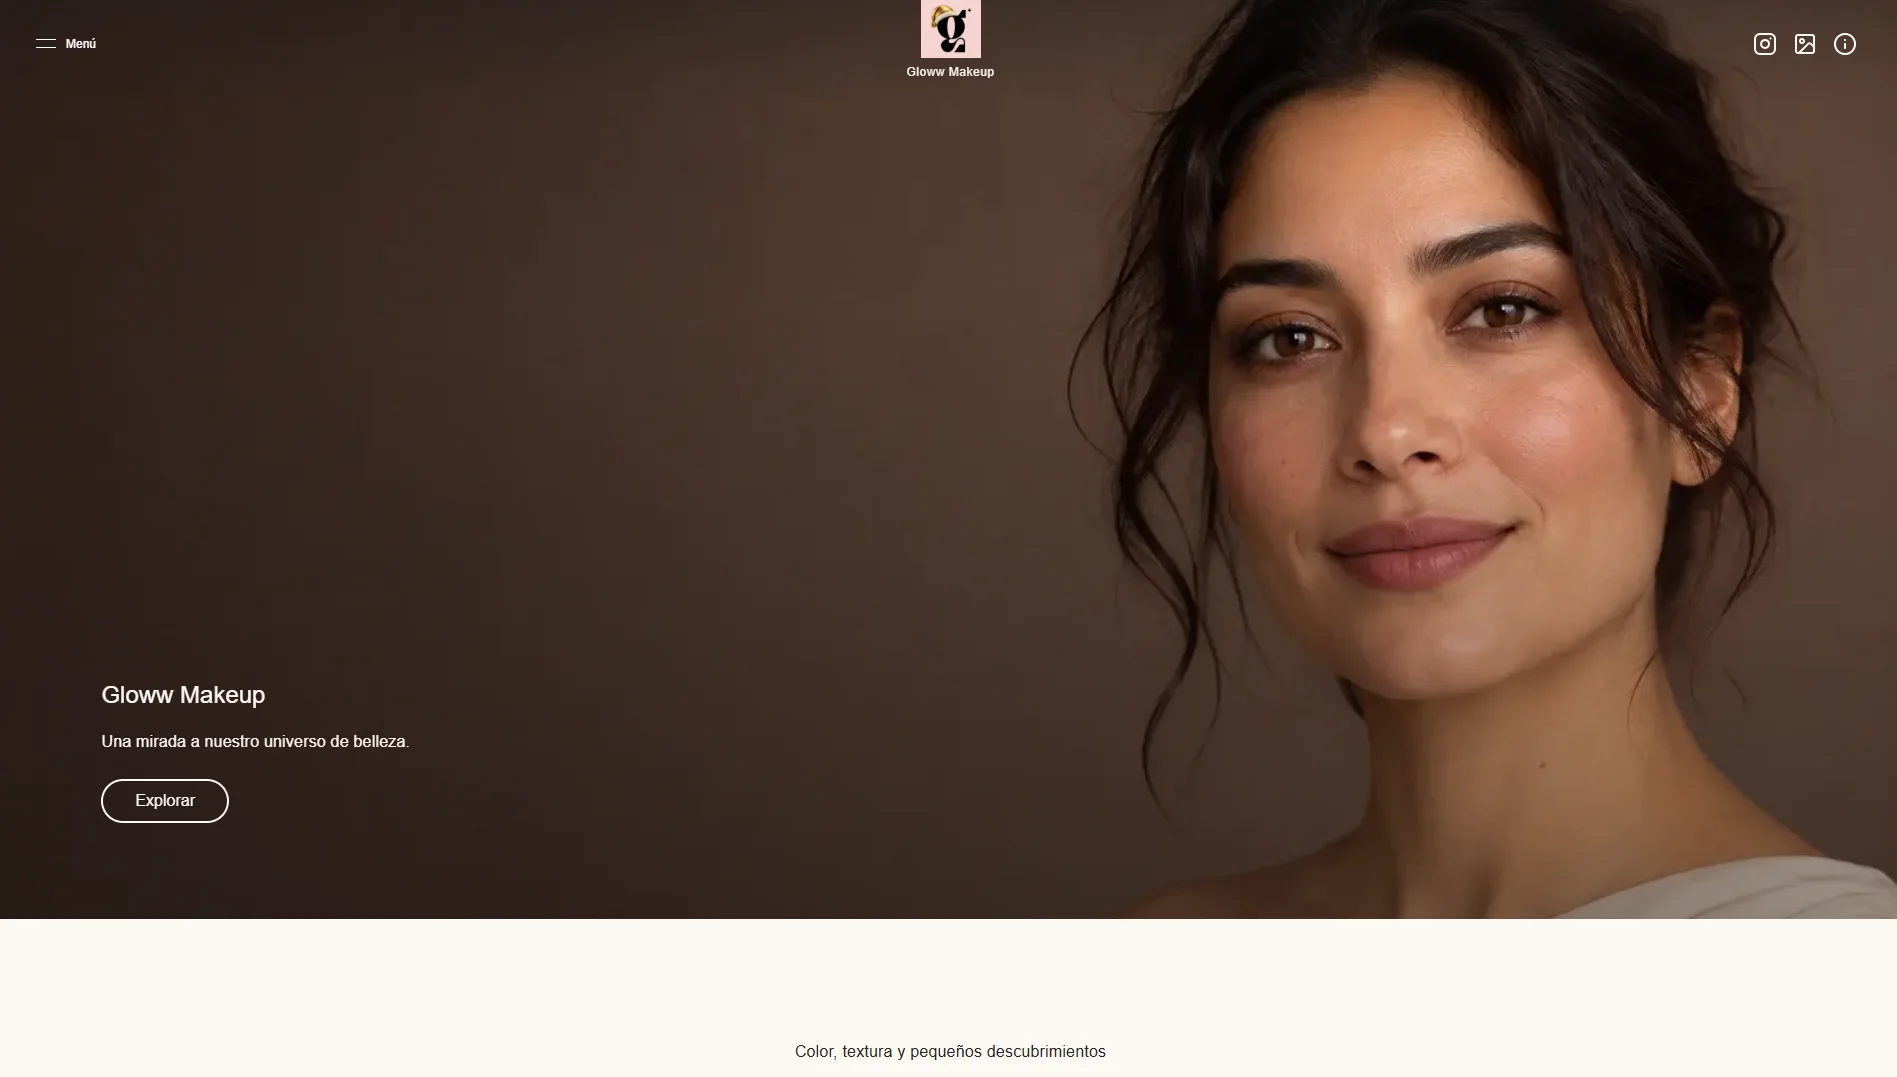 Menú
g
Gloww Makeup
Gloww Makeup
Una mirada a nuestro universo de belleza.
Explorar
Color, textura y pequeños descubrimientos